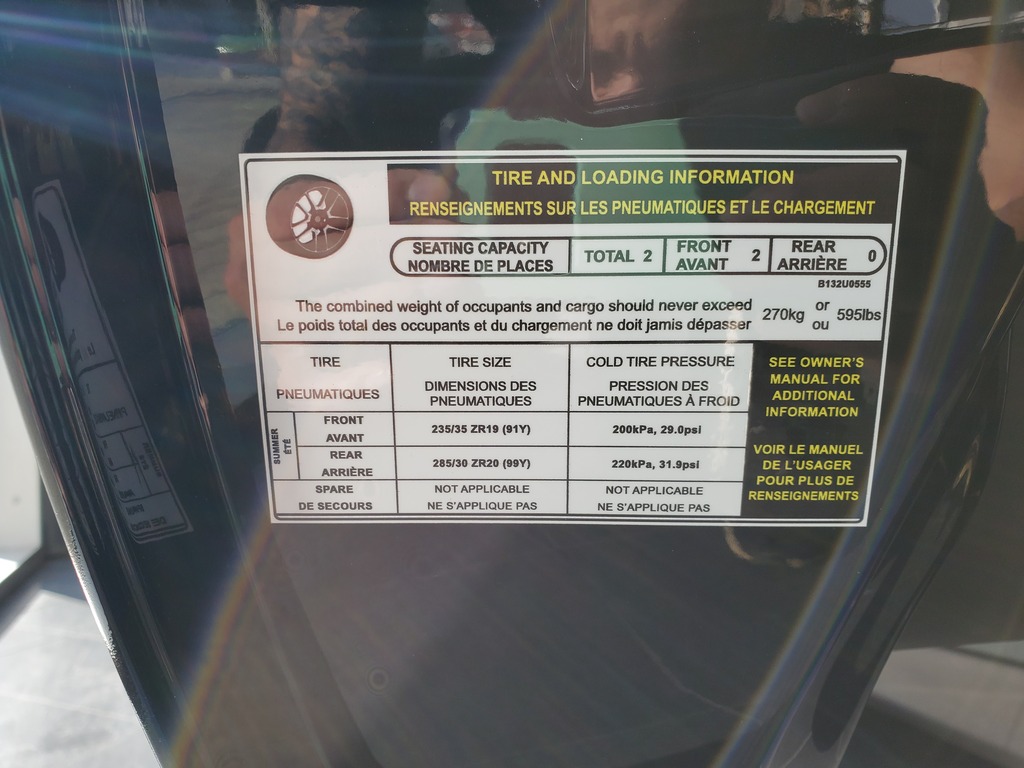 TIRE AND LOADING INFORMATION
RENSEIGNEMENTS SUR LES PNEUMATIQUES ET LE CHARGEMENT
SEATING CAPACITY
NOMBRE DE PLACES
TOTAL 2
FRONT
AVANT
2
REAR
ARRIÈRE
0
B132U0555
The combined weight of occupants and cargo should never exceed
Le poids total des occupants et du chargement ne doit jamais dépasser
270kg or ou 595lbs
TIRE
PNEUMATIQUES
TIRE SIZE
DIMENSIONS DES
PNEUMATIQUES
COLD TIRE PRESSURE
PRESSION DES
PNEUMATIQUES À FROID
SUMMER
ÉTÉ
FRONT
AVANT
235/35 ZR19 (91Y)
200kPa, 29.0psi
REAR
ARRIÈRE
285/30 ZR20 (99Y)
220kPa, 31.9psi
SPARE
DE SECOURS
NOT APPLICABLE
NE S'APPLIQUE PAS
NOT APPLICABLE
NE S'APPLIQUE PAS
SEE OWNER'S
MANUAL FOR
ADDITIONAL
INFORMATION
VOIR LE MANUEL
DE L'USAGER
POUR PLUS DE
RENSEIGNEMENTS